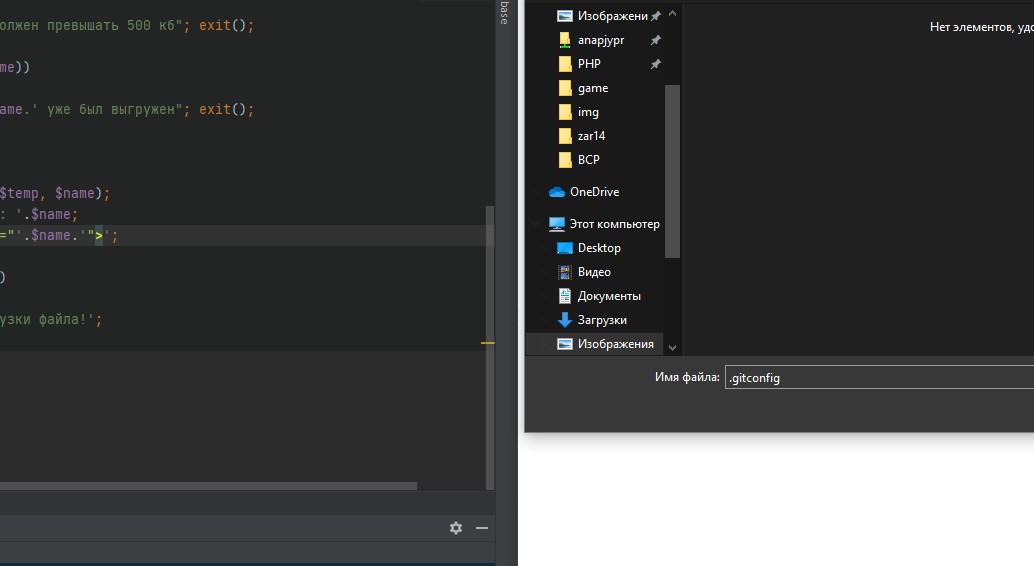 олжен превышать 500 кб"; exit();
me))
ame.' уже был выгружен"; exit();
$temp, $name);
: '.$name;
="'.$name.'">';
)
узки файла!';
base
Изображени
anapjypr
PHP
game
img
zar14
ВСР
OneDrive
Этот компьютер
Desktop
Видео
Документы
Загрузки
Изображения
Нет элементов, удо
Имя файла: .gitconfig